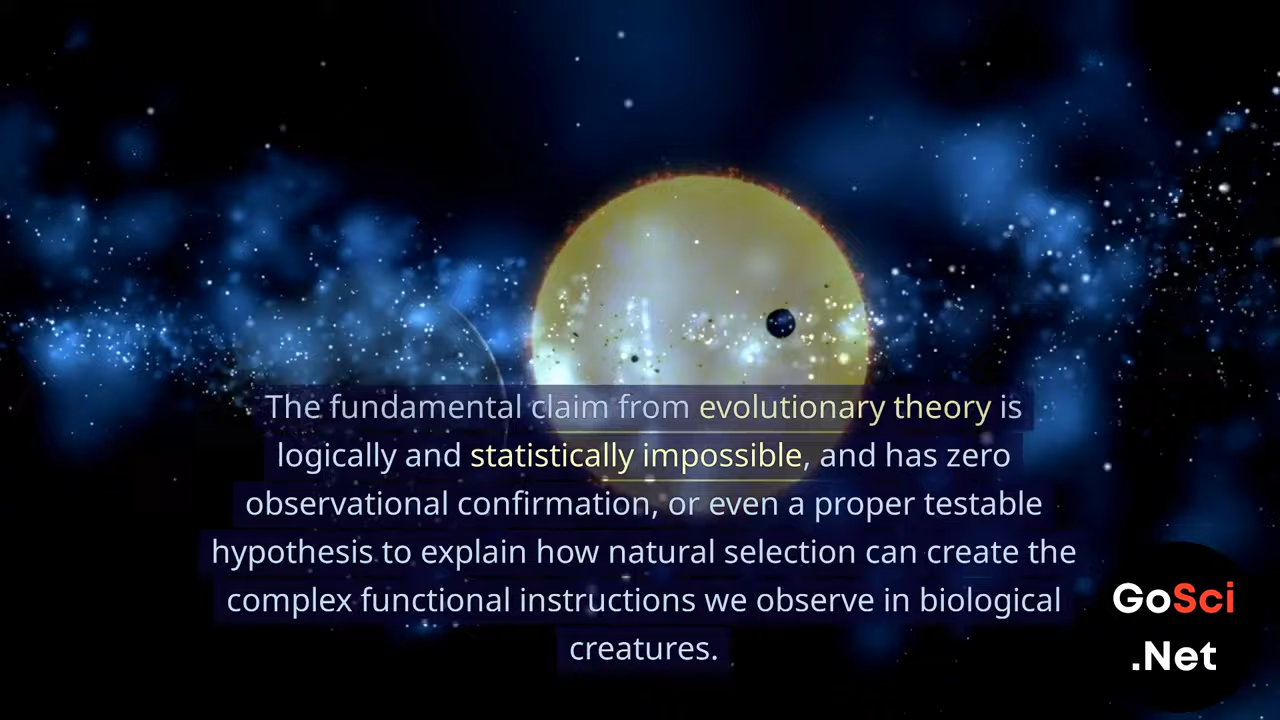 The fundamental claim from evolutionary theory is
logically and statistically impossible, and has zero
observational confirmation, or even a proper testable
hypothesis to explain how natural selection can create the
complex functional instructions we observe in biological
creatures.
GoSci
.Net